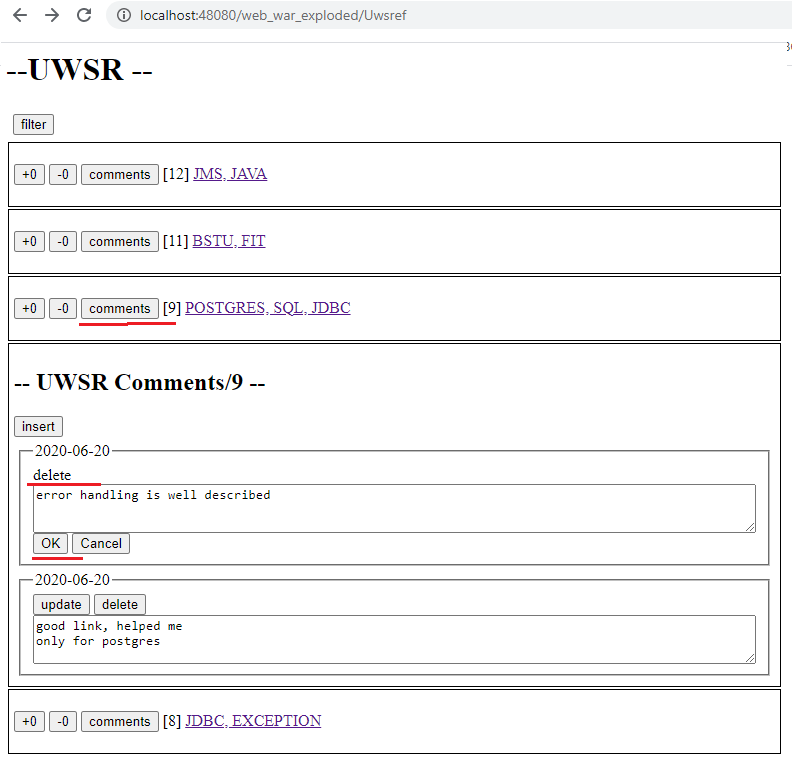 localhost:48080/web_war_exploded/Uwsref
--UWSR --
filter
+0 -0 comments [12] JMS, JAVA
+0 -0 comments [11] BSTU, FIT
+0 -0 comments [9] POSTGRES, SQL, JDBC
-- UWSR Comments/9 --
insert
2020-06-20
delete
error handling is well described
OK Cancel
2020-06-20
update delete
good link, helped me
only for postgres
+0 -0 comments [8] JDBC, EXCEPTION